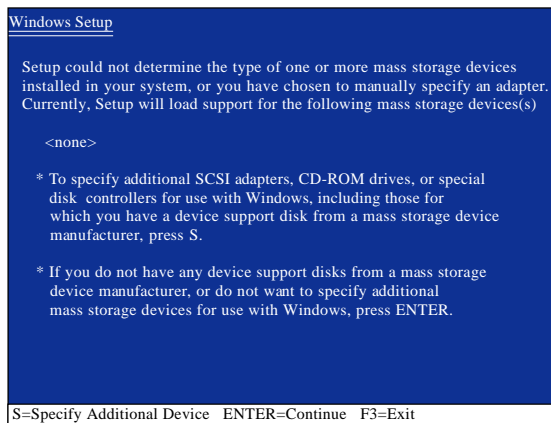 Windows Setup
Setup could not determine the type of one or more mass storage devices
installed in your system, or you have chosen to manually specify an adapter.
Currently, Setup will load support for the following mass storage devices(s)
<none>
* To specify additional SCSI adapters, CD-ROM drives, or special
disk controllers for use with Windows, including those for
which you have a device support disk from a mass storage device
manufacturer, press S.
* If you do not have any device support disks from a mass storage
device manufacturer, or do not want to specify additional
mass storage devices for use with Windows, press ENTER.
S=Specify Additional Device ENTER=Continue F3=Exit